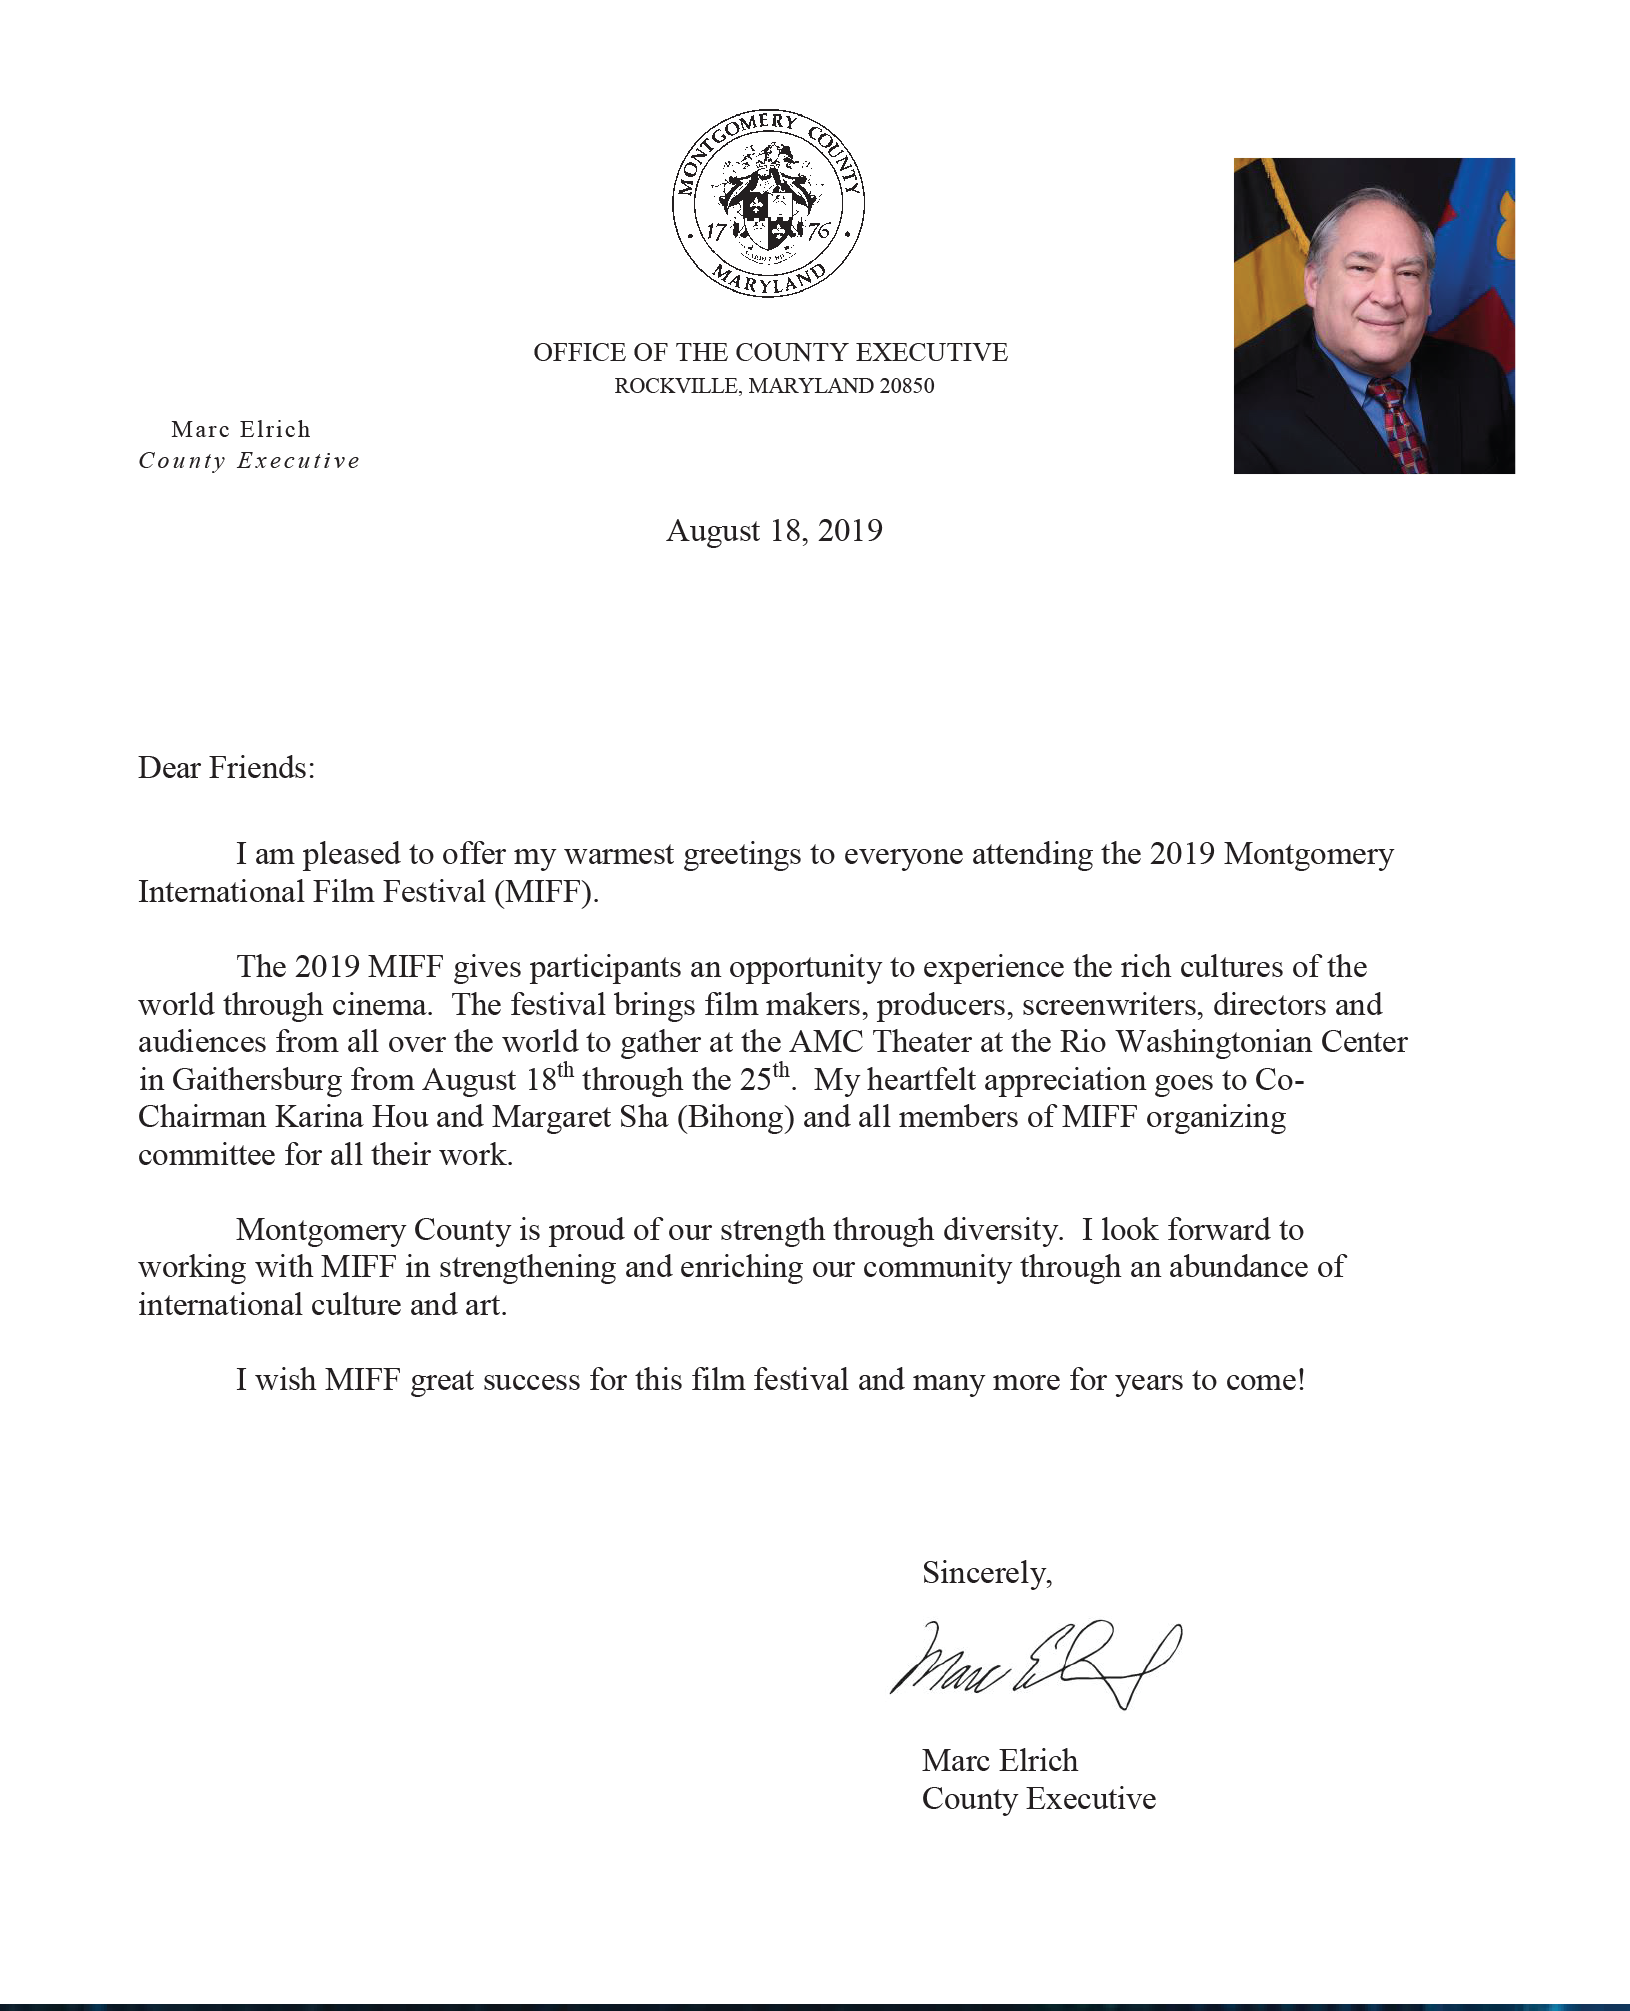 MONTGOMERY COUNTY
1776
MARYLAND
OFFICE OF THE COUNTY EXECUTIVE
ROCKVILLE, MARYLAND 20850
Marc Elrich
County Executive
August 18, 2019
Dear Friends:
I am pleased to offer my warmest greetings to everyone attending the 2019 Montgomery
International Film Festival (MIFF).
The 2019 MIFF gives participants an opportunity to experience the rich cultures of the
world through cinema.  The festival brings film makers, producers, screenwriters, directors and
audiences from all over the world to gather at the AMC Theater at the Rio Washingtonian Center
in Gaithersburg from August 18th through the 25th.  My heartfelt appreciation goes to Co-
Chairman Karina Hou and Margaret Sha (Bihong) and all members of MIFF organizing
committee for all their work.
Montgomery County is proud of our strength through diversity.  I look forward to
working with MIFF in strengthening and enriching our community through an abundance of
international culture and art.
I wish MIFF great success for this film festival and many more for years to come!
Sincerely,
Marc Elrich
Marc Elrich
County Executive